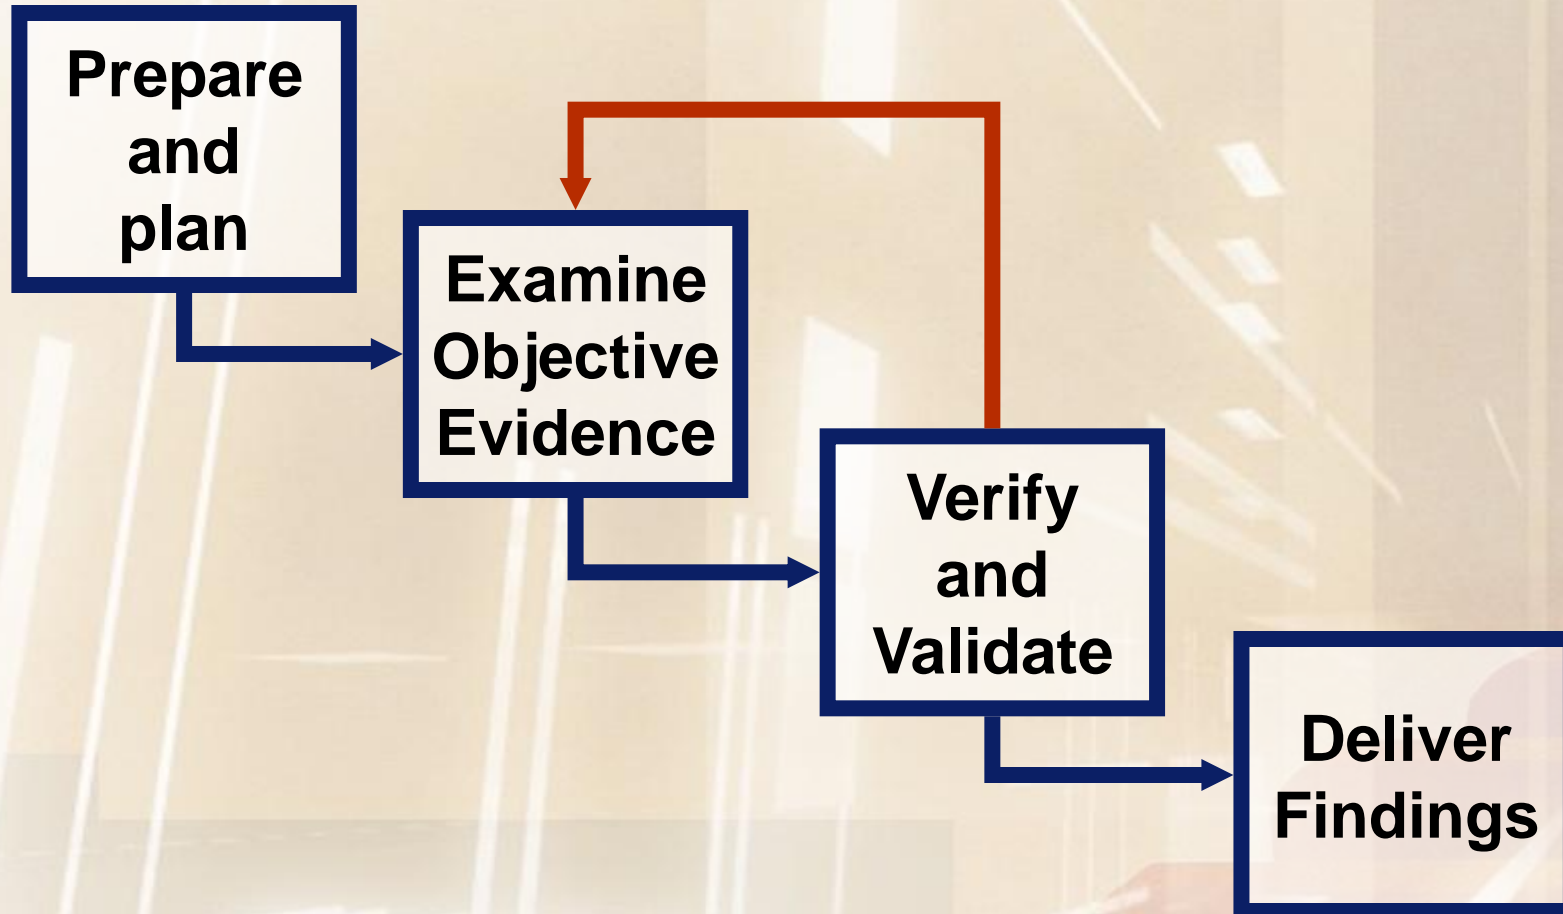 Prepare
and
plan
Examine
Objective
Evidence
Verify
and
Validate
Deliver
Findings